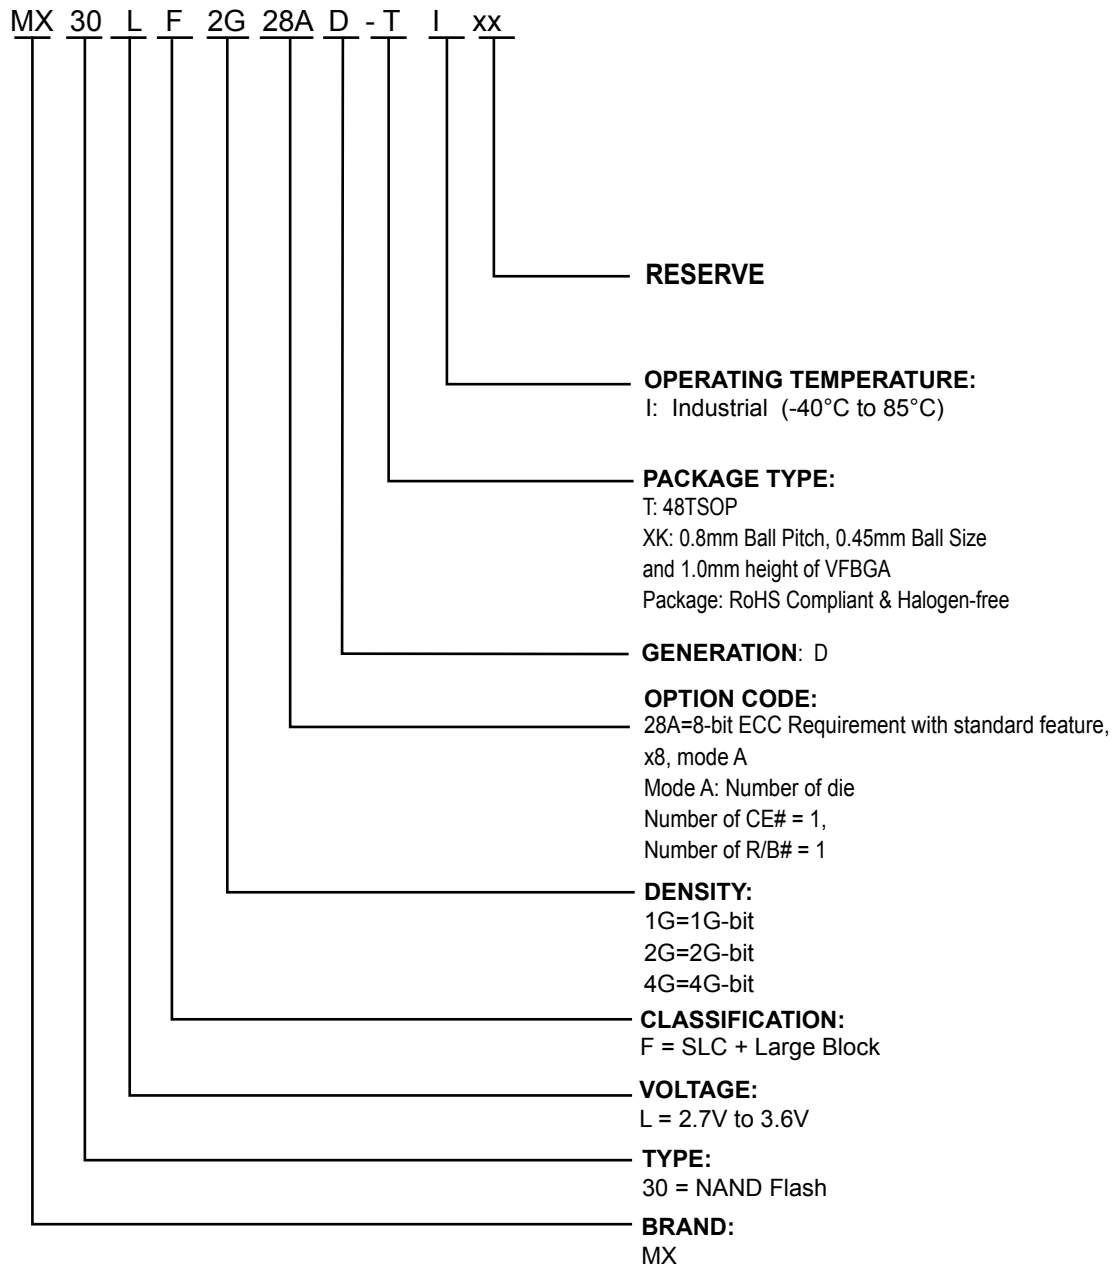 MX 30 L F 2G 28A D - T I xx
RESERVE
OPERATING TEMPERATURE:
I: Industrial (-40°C to 85°C)
PACKAGE TYPE:
T: 48TSOP
XK: 0.8mm Ball Pitch, 0.45mm Ball Size
and 1.0mm height of VFBGA
Package: RoHS Compliant & Halogen-free
GENERATION: D
OPTION CODE:
28A=8-bit ECC Requirement with standard feature,
x8, mode A
Mode A: Number of die
Number of CE# = 1,
Number of R/B# = 1
DENSITY:
1G=1G-bit
2G=2G-bit
4G=4G-bit
CLASSIFICATION:
F = SLC + Large Block
VOLTAGE:
L = 2.7V to 3.6V
TYPE:
30 = NAND Flash
BRAND:
MX